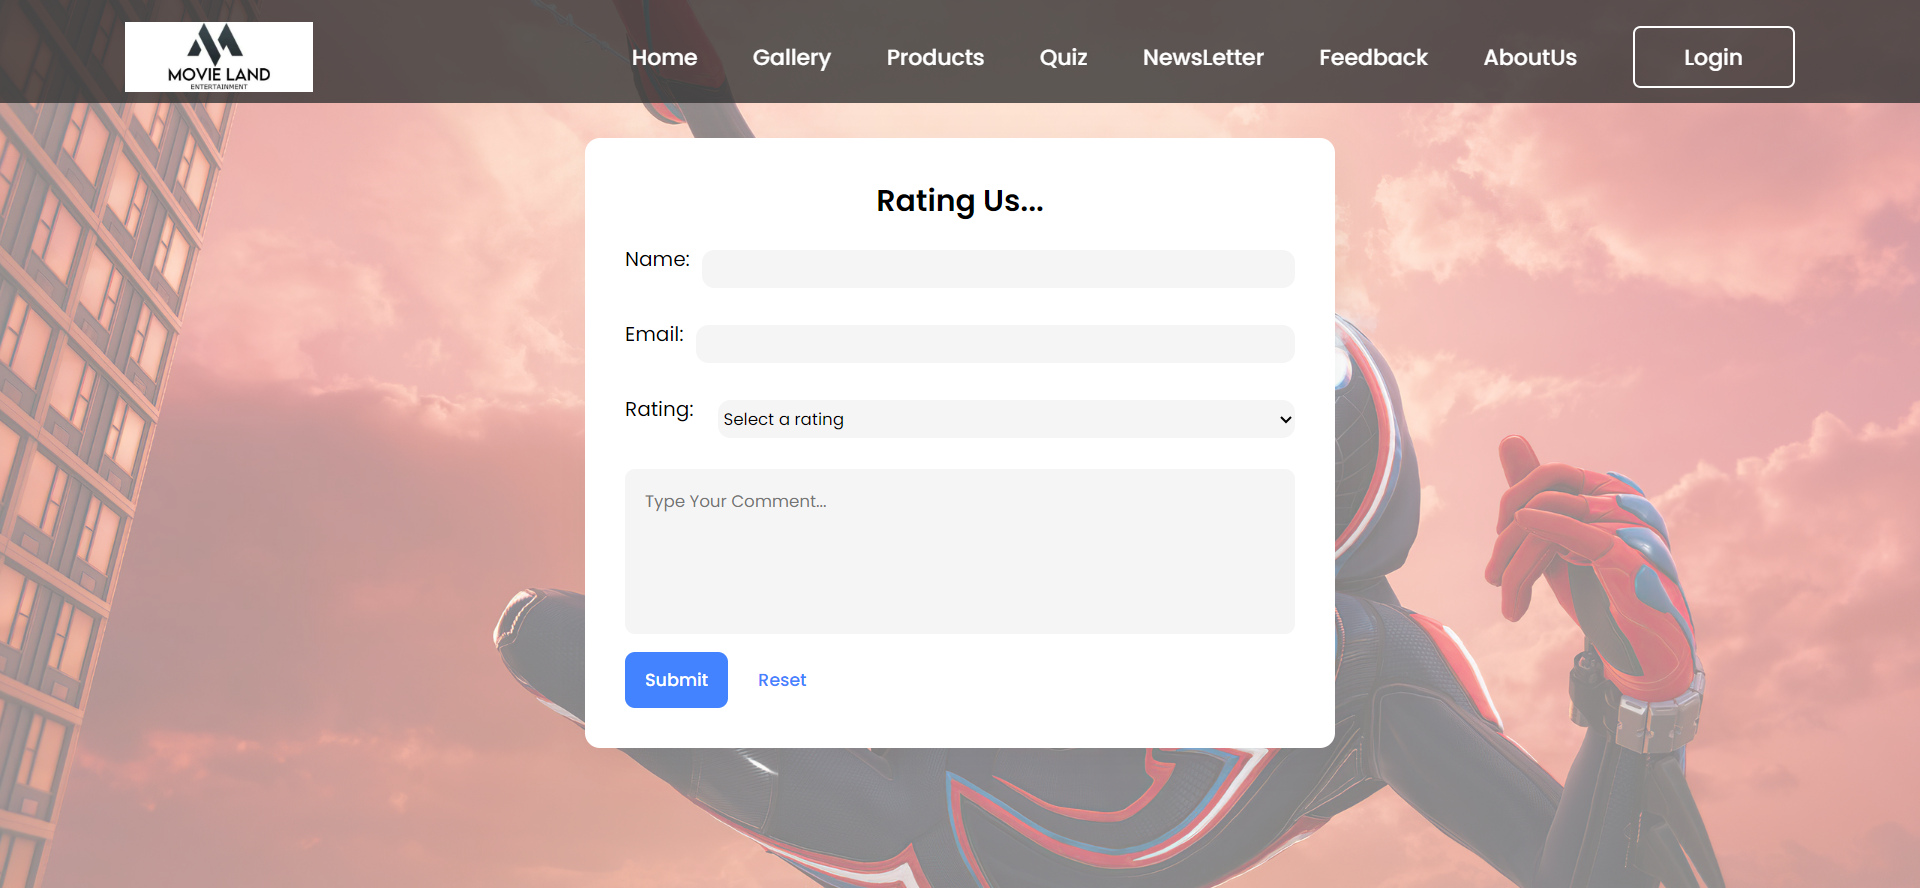 MOVIE LAND
ENTERTAINMENT
Home Gallery Products Quiz NewsLetter Feedback AboutUs Login
Rating Us...
Name:
Email:
Rating: Select a rating
Type Your Comment...
Submit Reset